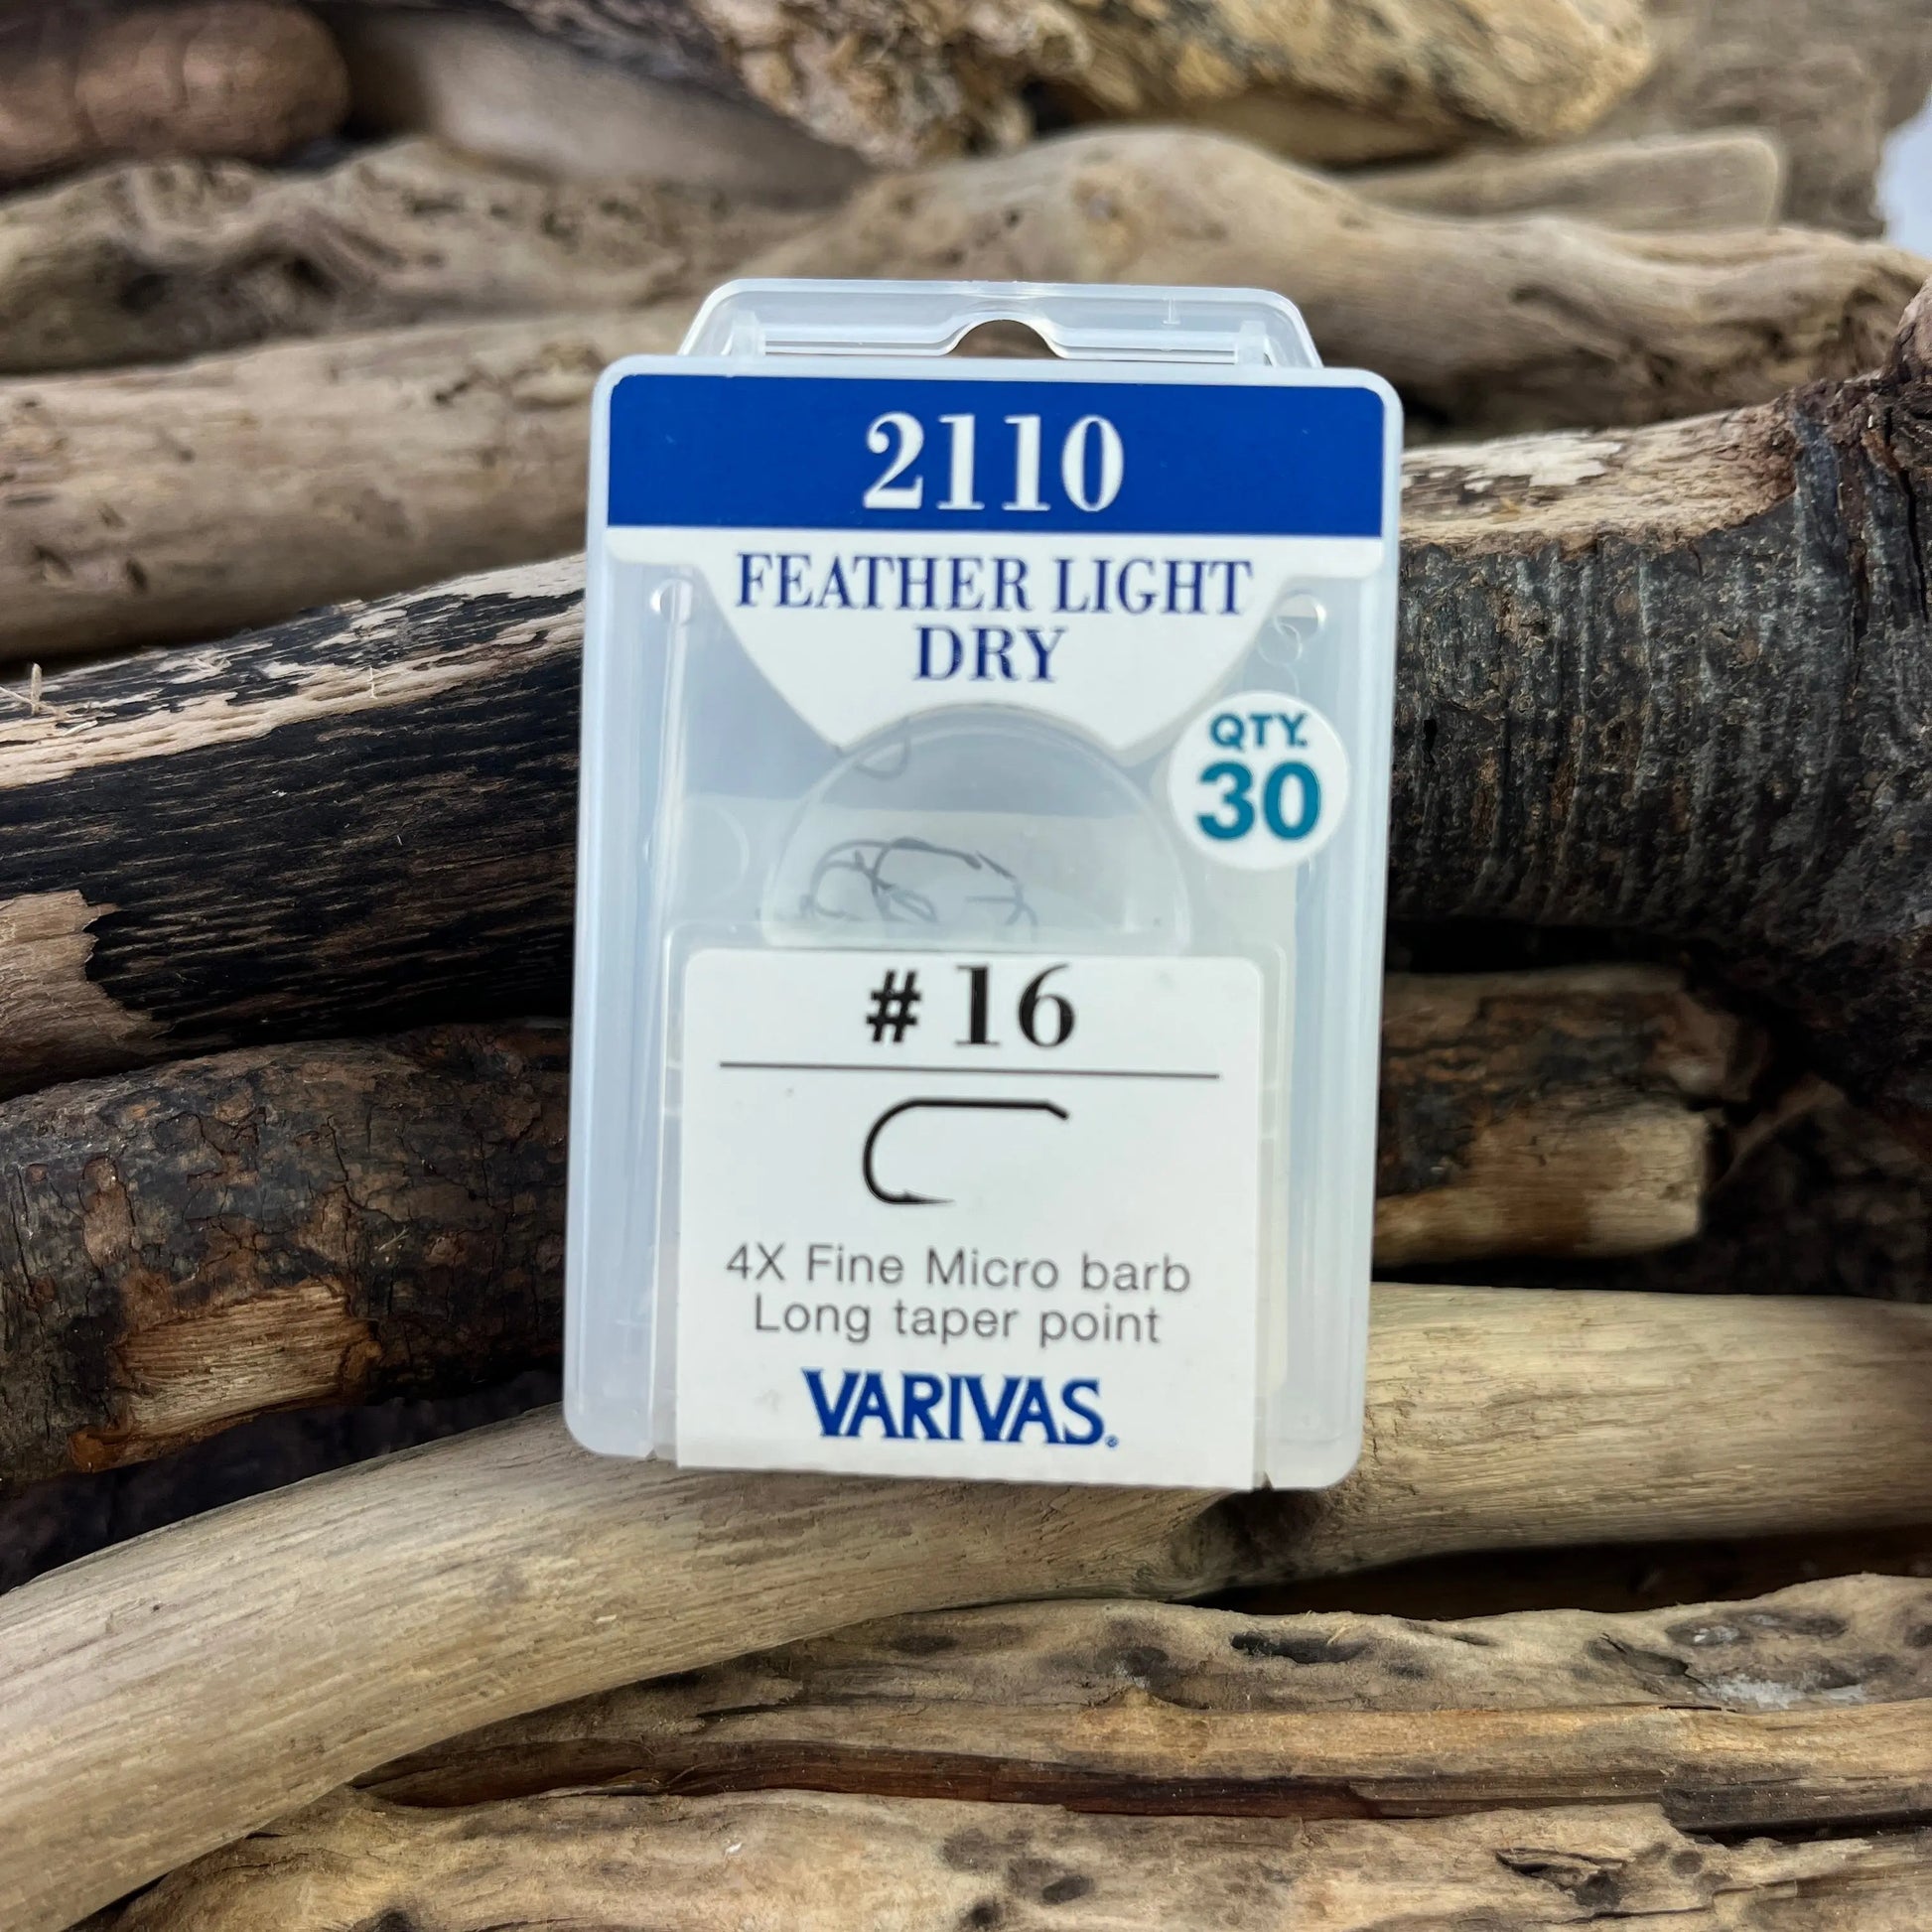 2110
FEATHER LIGHT
DRY
QTY.
30
# 16
4X Fine Micro barb
Long taper point
VARIVAS®